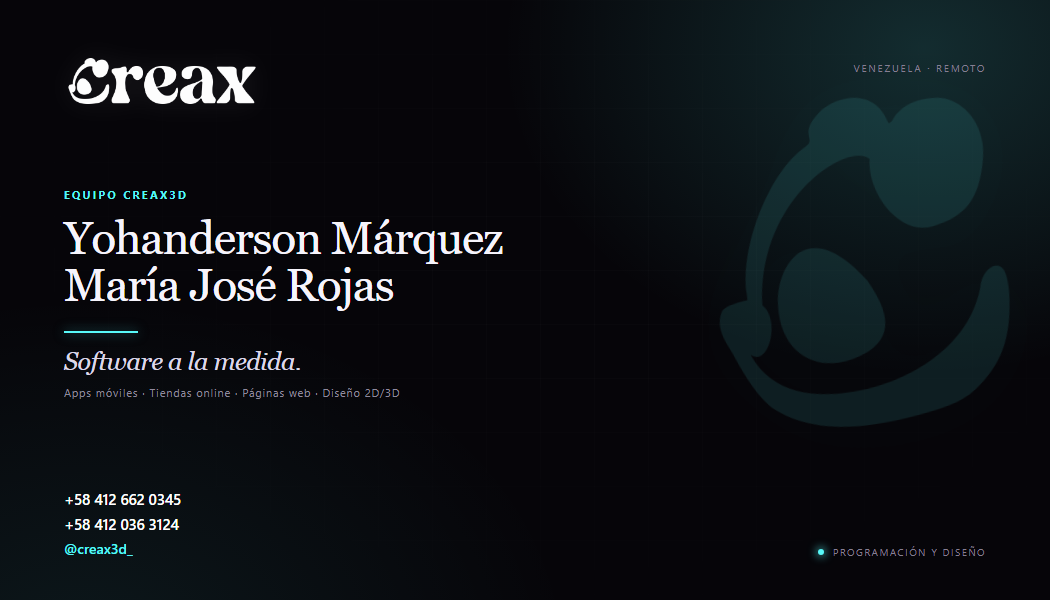 Creax
VENEZUELA · REMOTO
EQUIPO CREAX3D
Yohanderson Márquez
María José Rojas
Software a la medida.
Apps móviles · Tiendas online · Páginas web · Diseño 2D/3D
+58 412 662 0345
+58 412 036 3124
@creax3d_
PROGRAMACIÓN Y DISEÑO